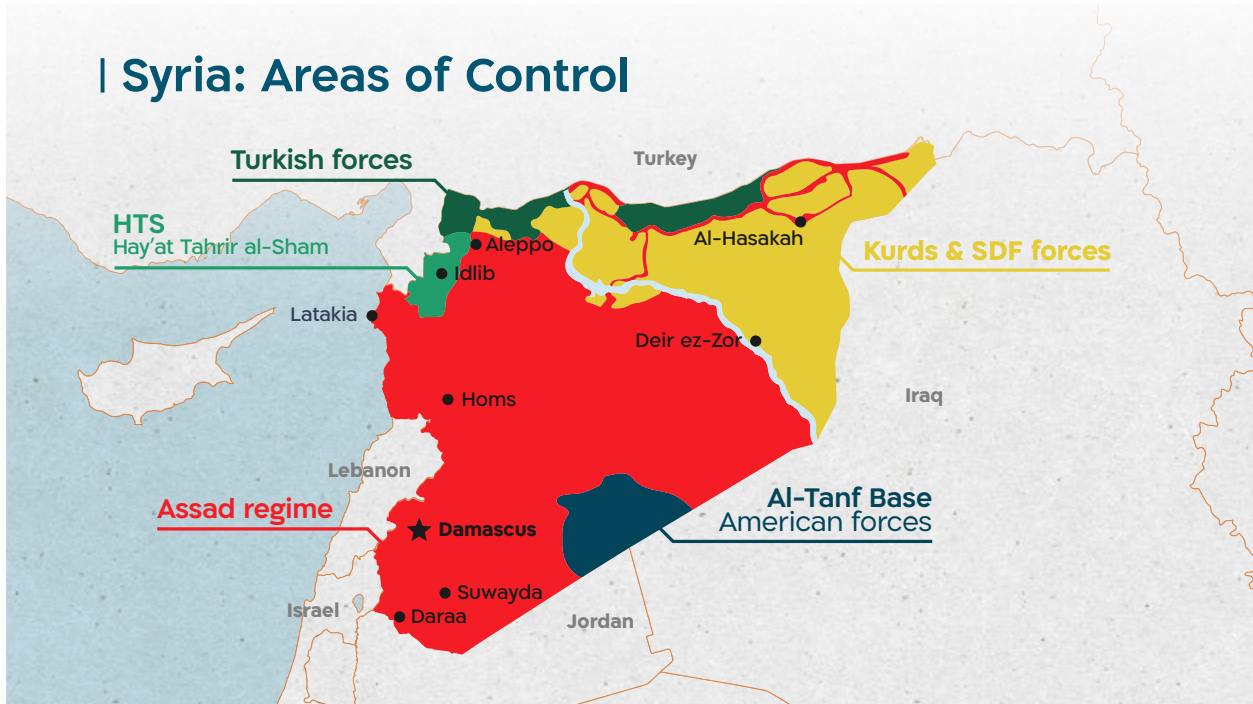 | Syria: Areas of Control
Turkish forces
Turkey
HTS
Hay'at Tahrir al-Sham
Aleppo
Al-Hasakah
Kurds & SDF forces
Idlib
Latakia
Deir ez-Zor
Homs
Iraq
Lebanon
Assad regime
Al-Tanf Base
American forces
Damascus
Suwayda
Israel
Daraa
Jordan